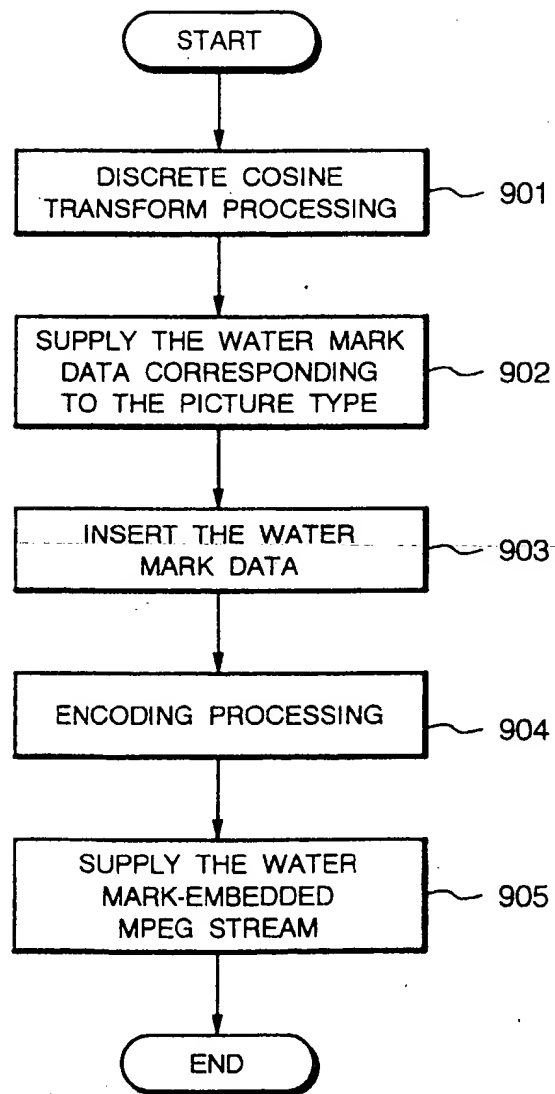 START
DISCRETE COSINE
TRANSFORM PROCESSING
901
SUPPLY THE WATER MARK
DATA CORRESPONDING
TO THE PICTURE TYPE
902
INSERT THE WATER
MARK DATA
903
ENCODING PROCESSING
904
SUPPLY THE WATER
MARK-EMBEDDED
MPEG STREAM
905
END